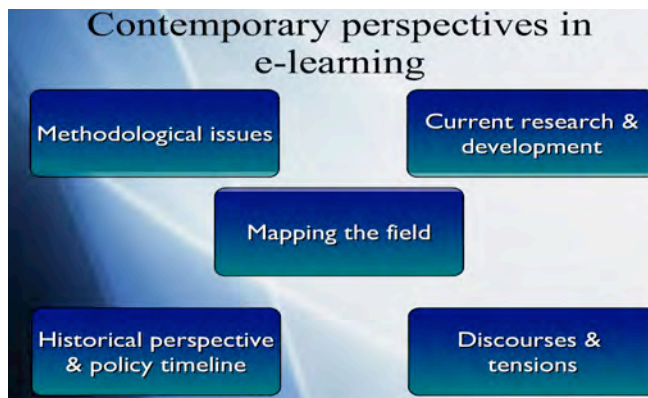 Contemporary perspectives in
e-learning
Methodological issues
Current research &
development
Mapping the field
Historical perspective
& policy timeline
Discourses &
tensions